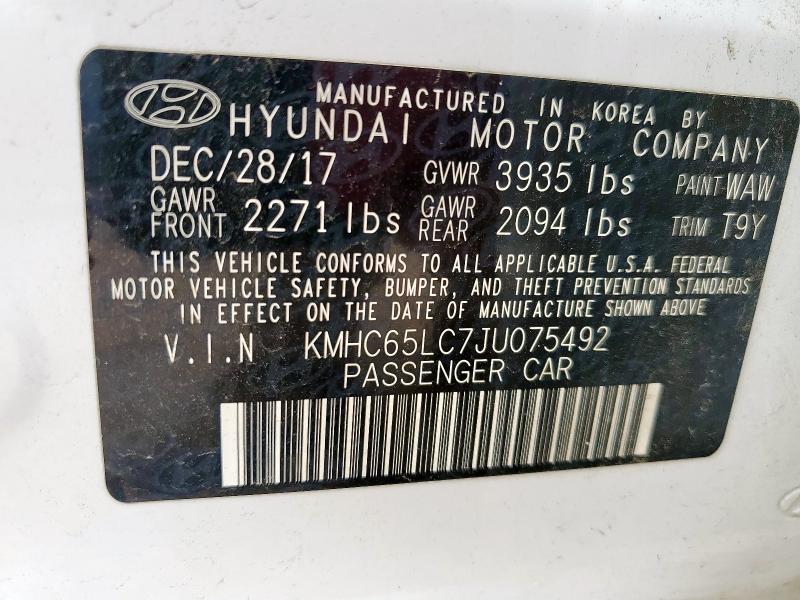 MANUFACTURED IN KOREA BY
HYUNDAI MOTOR COMPANY
DEC/28/17 GVWR 3935 lbs PAINT WAW
GAWR FRONT 2271 lbs GAWR REAR 2094 lbs TRIM T9Y
THIS VEHICLE CONFORMS TO ALL APPLICABLE U.S.A. FEDERAL
MOTOR VEHICLE SAFETY, BUMPER, AND THEFT PREVENTION STANDARDS
IN EFFECT ON THE DATE OF MANUFACTURE SHOWN ABOVE
V.I.N KMHC65LC7JU075492
PASSENGER CAR